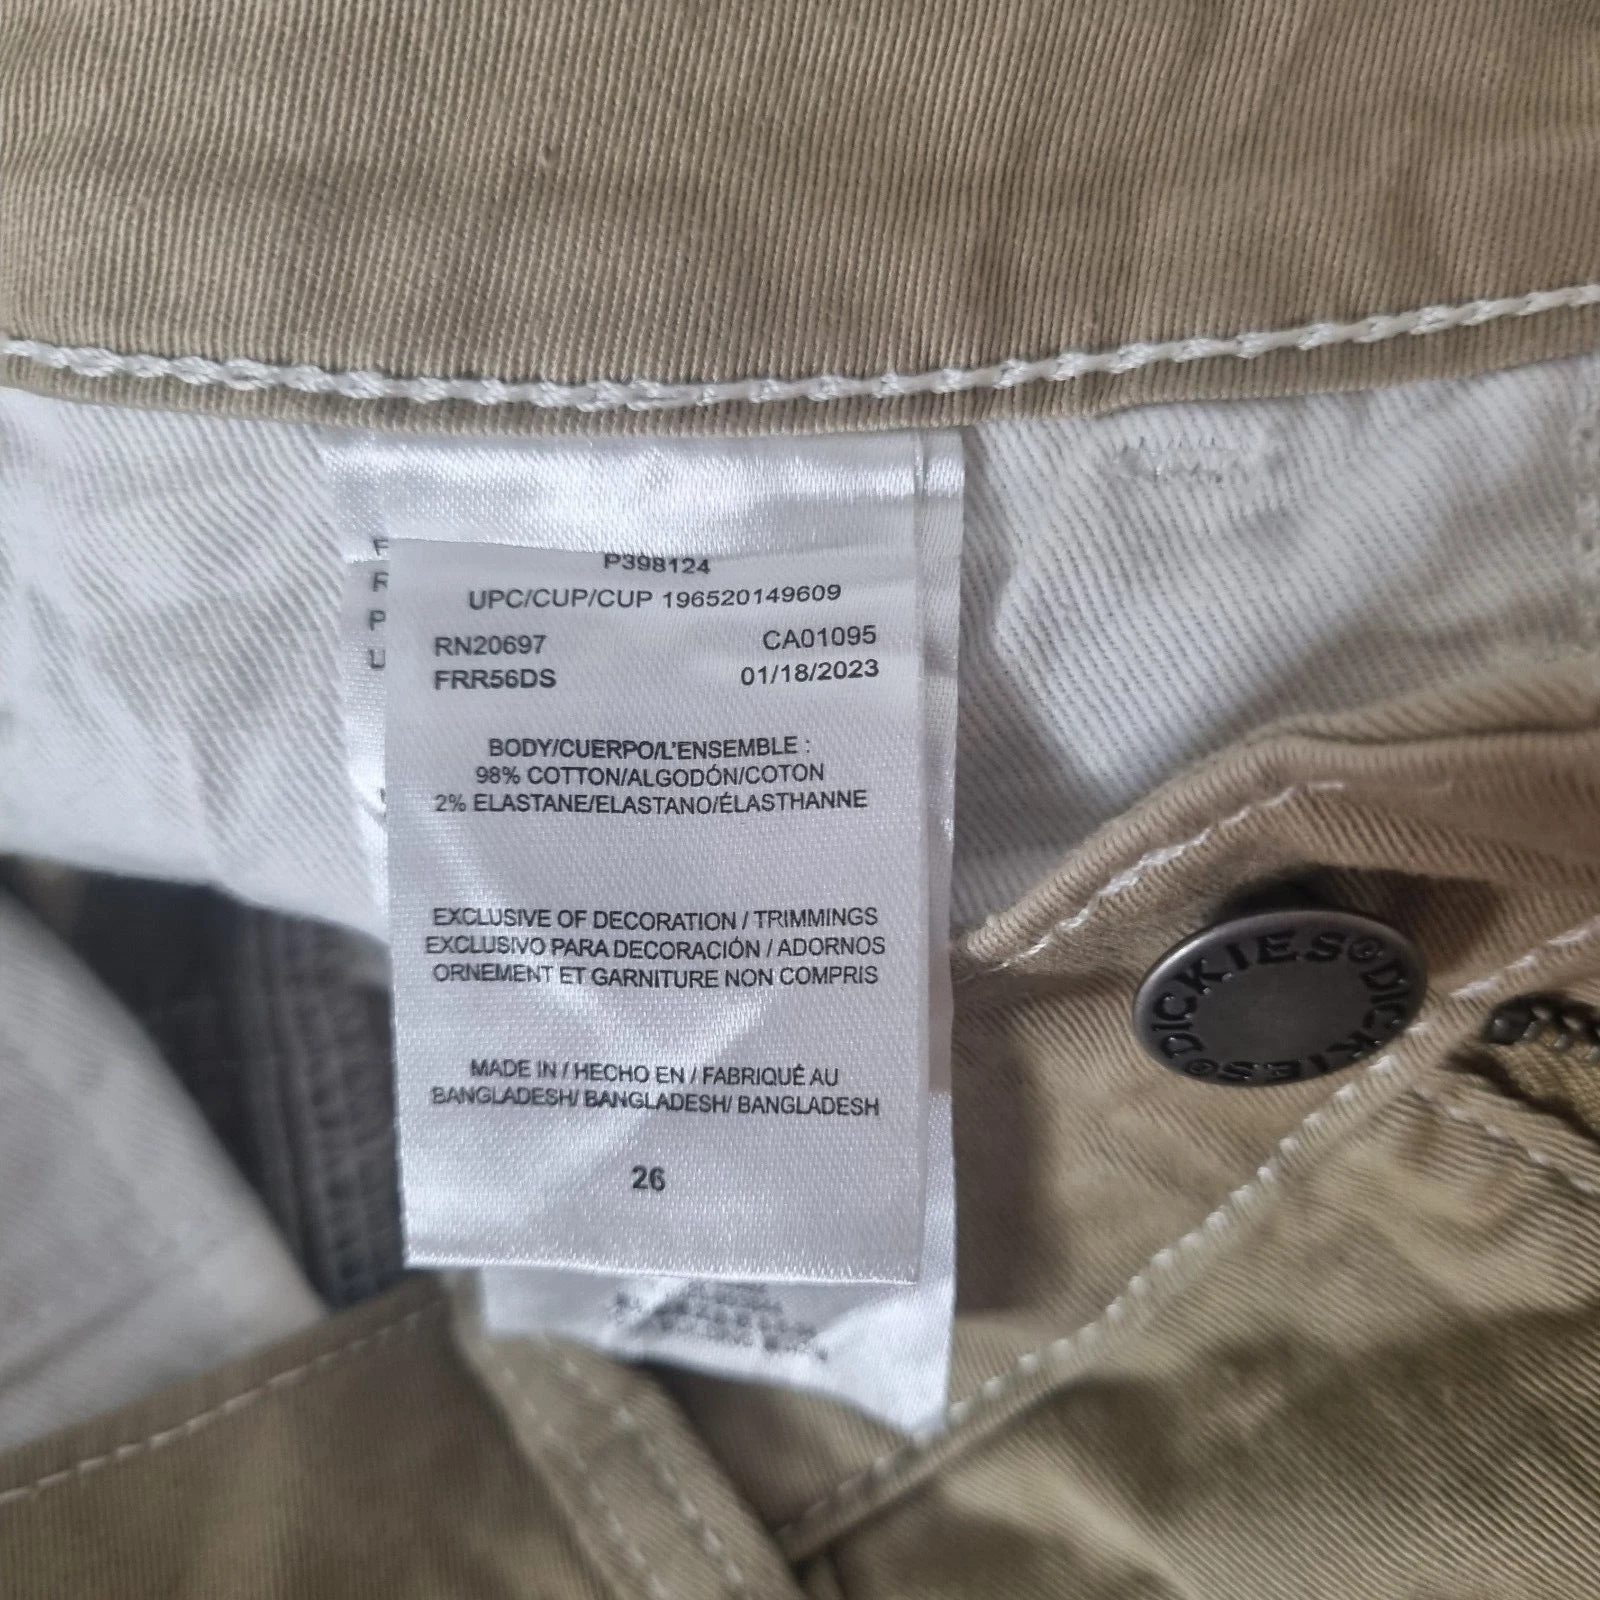 P398124
UPC/CUP/CUP 196520149609
RN20697 CA01095
FRR56DS 01/18/2023
BODY/CUERPO/L'ENSEMBLE :
98% COTTON/ALGODÓN/COTON
2% ELASTANE/ELASTANO/ÉLASTHANNE
EXCLUSIVE OF DECORATION / TRIMMINGS
EXCLUSIVO PARA DECORACIÓN / ADORNOS
ORNEMENT ET GARNITURE NON COMPRIS
MADE IN / HECHO EN / FABRIQUÉ AU
BANGLADESH/ BANGLADESH/ BANGLADESH
26
DICKIES® DICKIES®